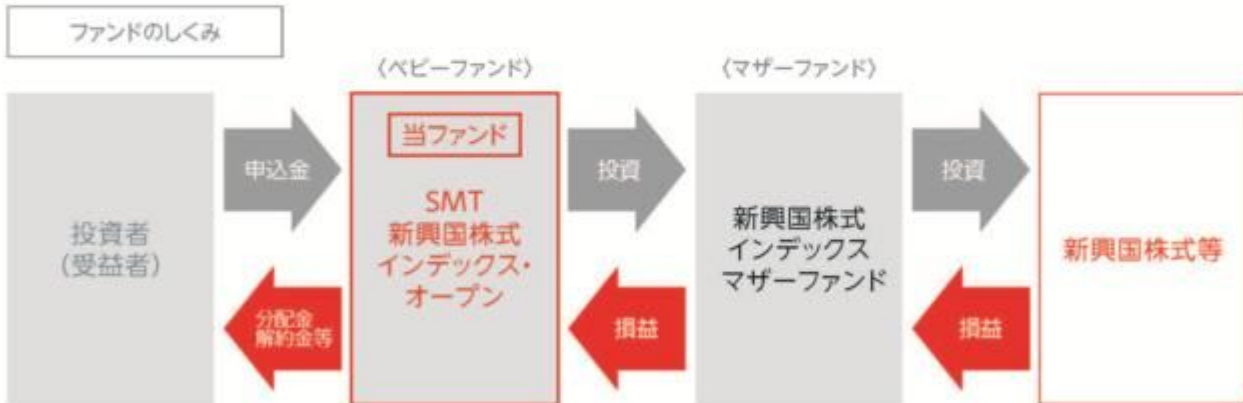 ファンドのしくみ
〈ベビーファンド〉
〈マザーファンド〉
投資者
(受益者)
申込金
分配金
解約金等
当ファンド
SMT
新興国株式
インデックス・
オープン
投資
損益
新興国株式
インデックス
マザーファンド
投資
損益
新興国株式等